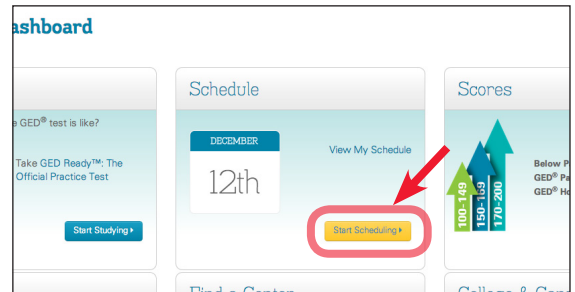 ashboard
Schedule
Scores
e GED® test is like?
Take GED Ready™: The
Official Practice Test
Start Studying
DECEMBER
12th
View My Schedule
Start Scheduling
100-149
150-169
170-200
Below P
GED® Pa
GED® Ho
Find a Center
College & Care